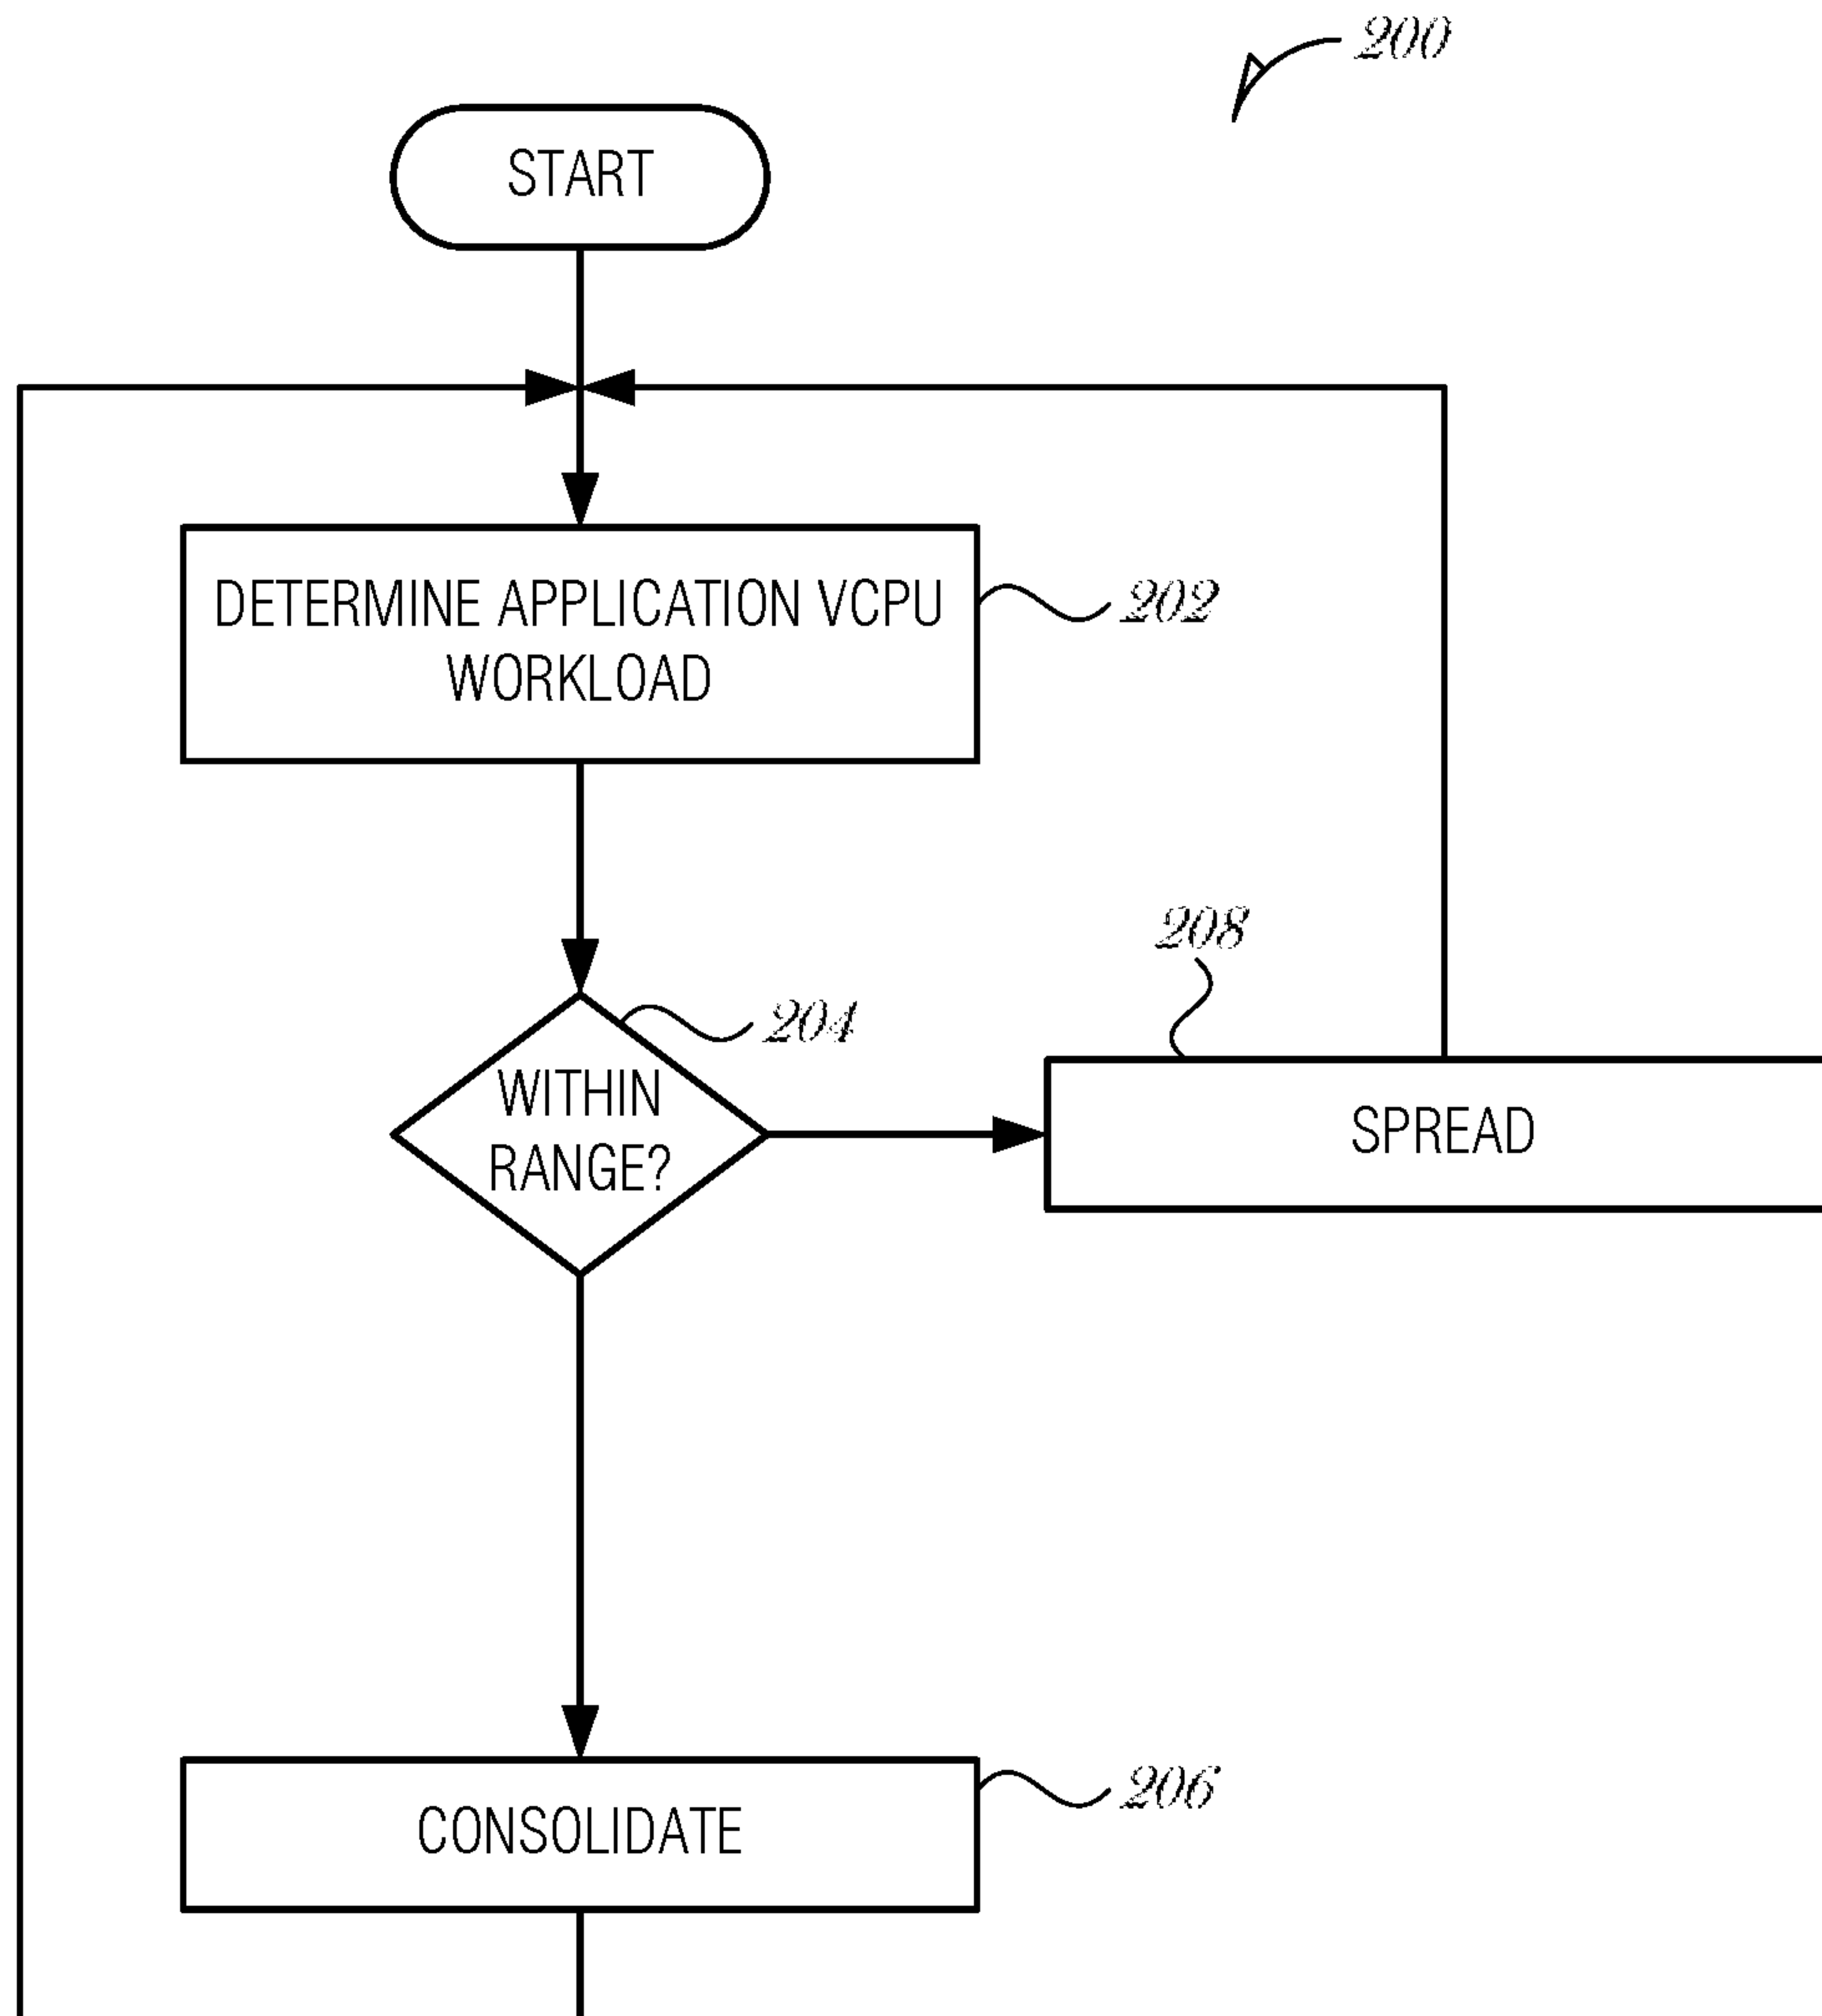 200
START
DETERMINE APPLICATION VCPU
WORKLOAD
202
208
204
WITHIN
RANGE?
SPREAD
206
CONSOLIDATE